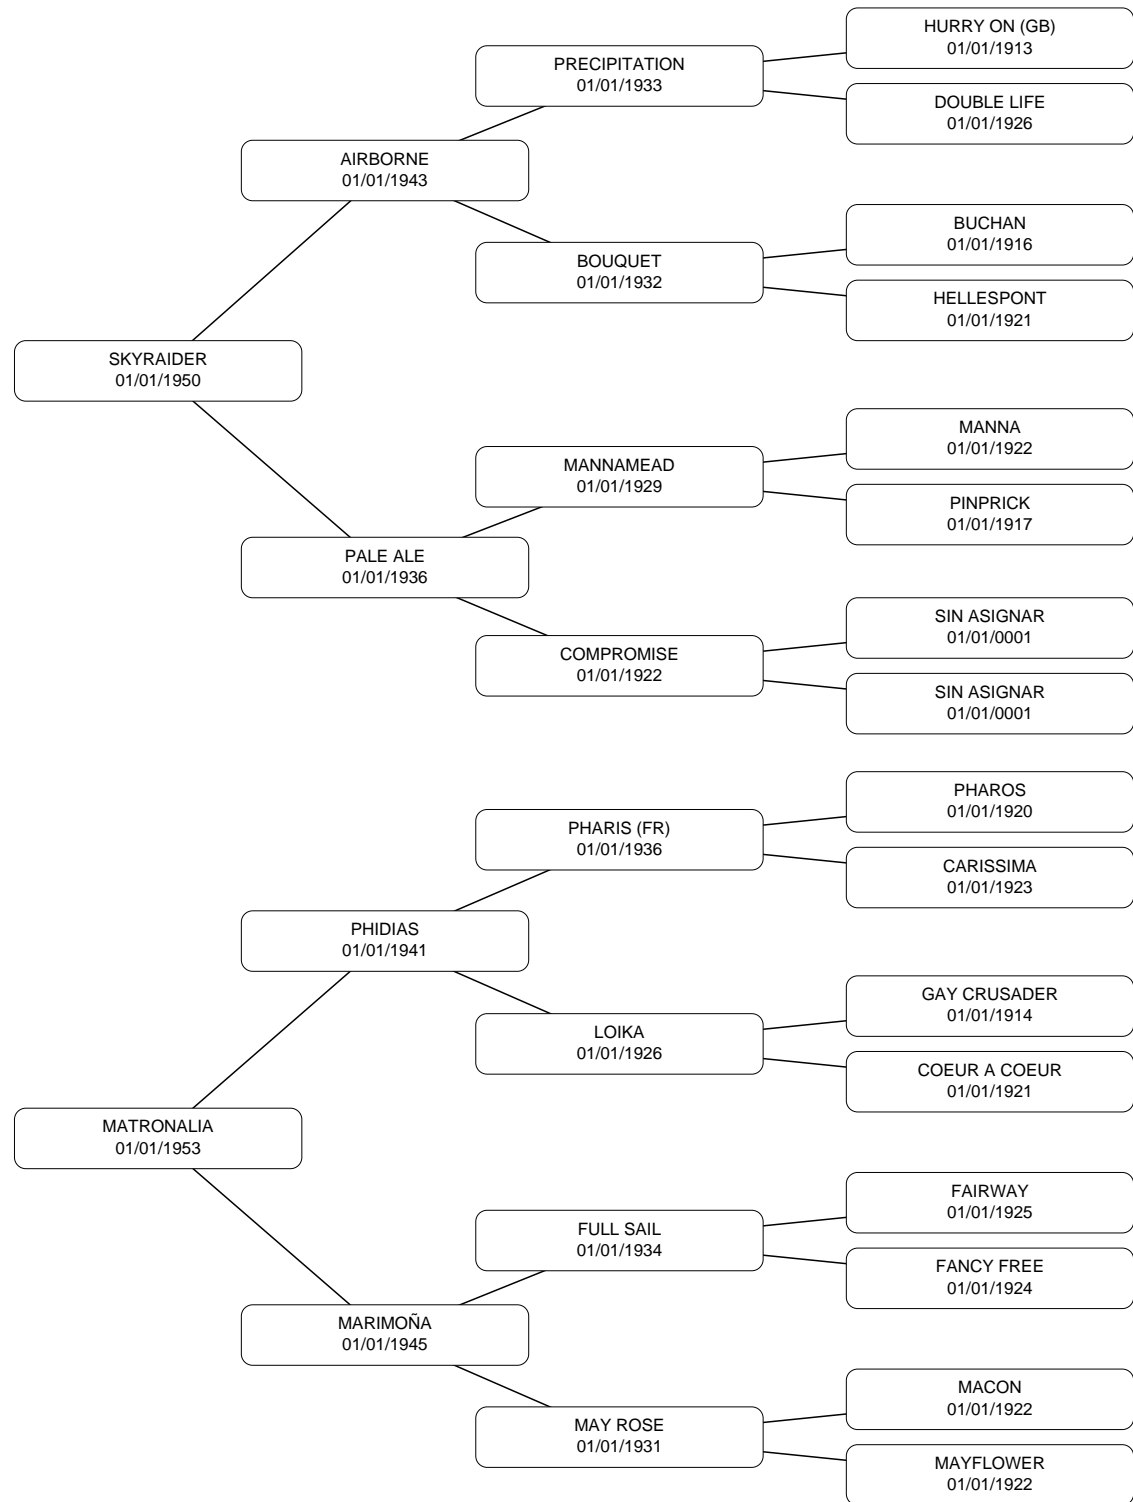 HURRY ON (GB)
01/01/1913
PRECIPITATION
01/01/1933
DOUBLE LIFE
01/01/1926
AIRBORNE
01/01/1943
BUCHAN
01/01/1916
BOUQUET
01/01/1932
HELLESPONT
01/01/1921
SKYRAIDER
01/01/1950
MANNA
01/01/1922
MANNAMEAD
01/01/1929
PINPRICK
01/01/1917
PALE ALE
01/01/1936
SIN ASIGNAR
01/01/0001
COMPROMISE
01/01/1922
SIN ASIGNAR
01/01/0001
PHAROS
01/01/1920
PHARIS (FR)
01/01/1936
CARISSIMA
01/01/1923
PHIDIAS
01/01/1941
GAY CRUSADER
01/01/1914
LOIKA
01/01/1926
COEUR A COEUR
01/01/1921
MATRONALIA
01/01/1953
FAIRWAY
01/01/1925
FULL SAIL
01/01/1934
FANCY FREE
01/01/1924
MARIMOÑA
01/01/1945
MACON
01/01/1922
MAY ROSE
01/01/1931
MAYFLOWER
01/01/1922